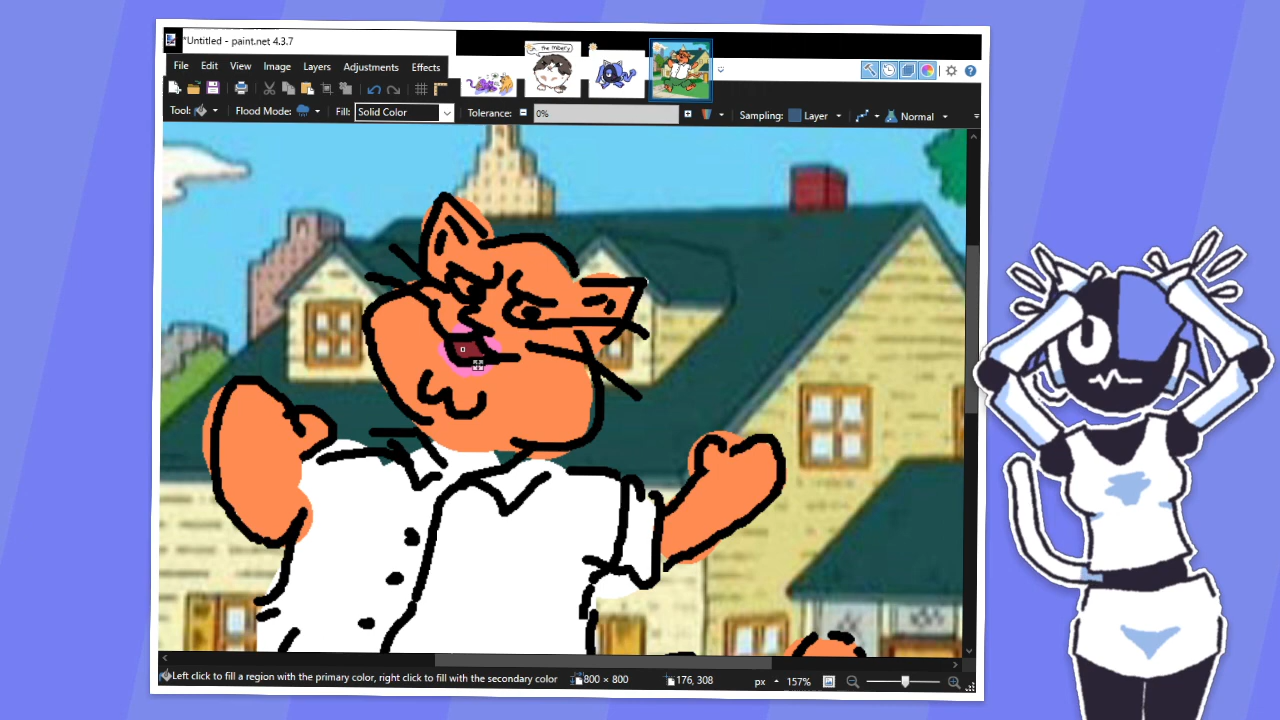 *Untitled - paint.net 4.3.7
File Edit View Image Layers Adjustments Effects
the misery
Tool: Flood Mode: Fill: Solid Color Tolerance: 0% Sampling: Layer Normal
Left click to fill a region with the primary color, right click to fill with the secondary color 800 × 800 176, 308 px 157%